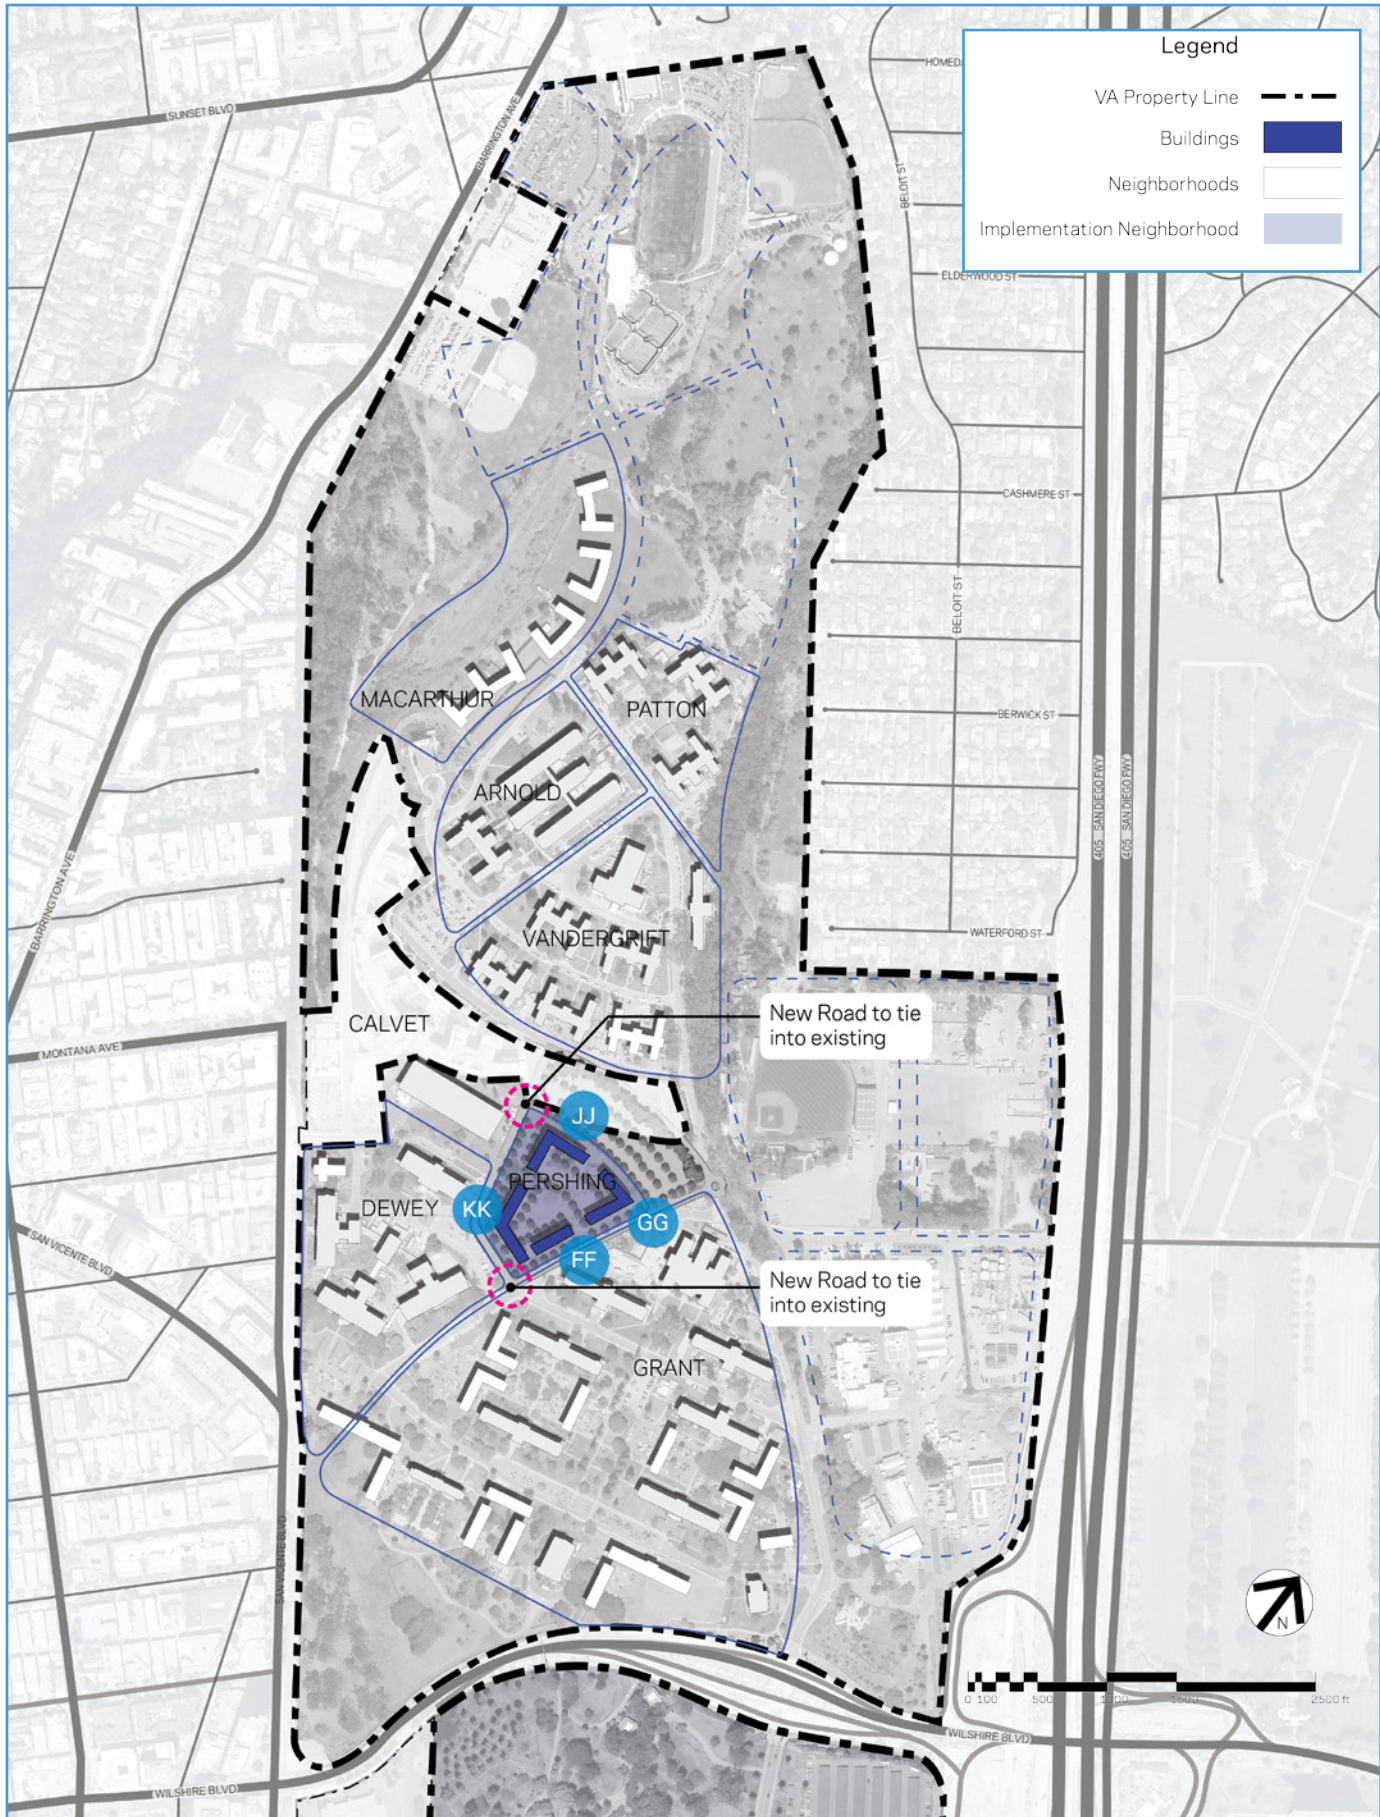 Legend
VA Property Line
Buildings
Neighborhoods
Implementation Neighborhood
SUNSET BLVD
BARRINGTON AVE
BELOIT ST
ELDERWOOD ST
CASHMERE ST
BELOIT ST
BERWICK ST
WATERFORD ST
405 SAN DIEGO FWY
405 SAN DIEGO FWY
MACARTHUR
PATTON
ARNOLD
VANDERGRIFT
BARRINGTON AVE
CALVET
MONTANA AVE
New Road to tie
into existing
JJ
PERSHING
DEWEY
KK
GG
FF
SAN VICENTE BLVD
New Road to tie
into existing
GRANT
SAN VICENTE BLVD
N
0 100 500 1000 1500 2500 ft
WILSHIRE BLVD
WILSHIRE BLVD